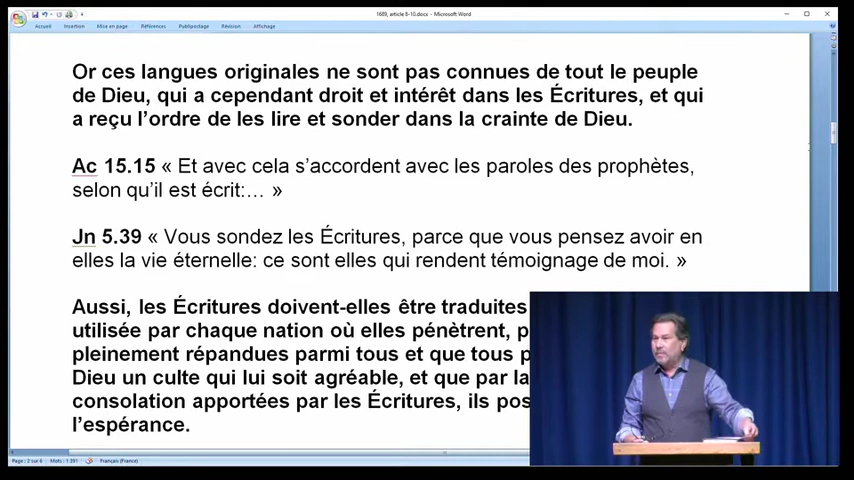 1689, article 8-10.docx - Microsoft Word
Accueil Insertion Mise en page Références Publipostage Révision Affichage
Or ces langues originales ne sont pas connues de tout le peuple
de Dieu, qui a cependant droit et intérêt dans les Écritures, et qui
a reçu l’ordre de les lire et sonder dans la crainte de Dieu.
Ac 15.15 « Et avec cela s’accordent avec les paroles des prophètes,
selon qu’il est écrit:… »
Jn 5.39 « Vous sondez les Écritures, parce que vous pensez avoir en
elles la vie éternelle: ce sont elles qui rendent témoignage de moi. »
Aussi, les Écritures doivent-elles être traduites
utilisée par chaque nation où elles pénètrent, p
pleinement répandues parmi tous et que tous p
Dieu un culte qui lui soit agréable, et que par la
consolation apportées par les Écritures, ils pos
l’espérance.
Page : 2 sur 6 Mots : 1 391 Français (France)